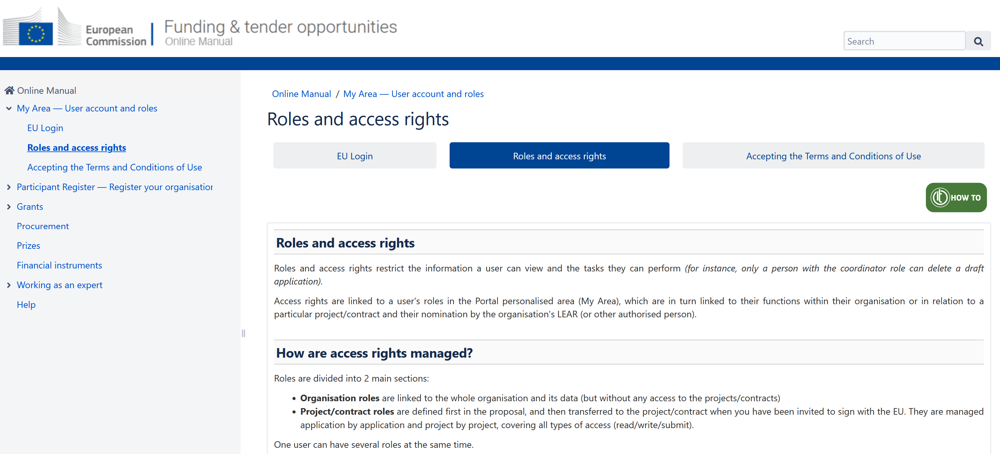 European
Commission
Funding & tender opportunities
Online Manual
Search
Online Manual
My Area — User account and roles
EU Login
Roles and access rights
Accepting the Terms and Conditions of Use
Participant Register — Register your organisation
Grants
Procurement
Prizes
Financial instruments
Working as an expert
Help
Online Manual / My Area — User account and roles
Roles and access rights
EU Login
Roles and access rights
Accepting the Terms and Conditions of Use
it HOW TO
Roles and access rights
Roles and access rights restrict the information a user can view and the tasks they can perform (for instance, only a person with the coordinator role can delete a draft
application).
Access rights are linked to a user's roles in the Portal personalised area (My Area), which are in turn linked to their functions within their organisation or in relation to a
particular project/contract and their nomination by the organisation's LEAR (or other authorised person).
How are access rights managed?
Roles are divided into 2 main sections:
• Organisation roles are linked to the whole organisation and its data (but without any access to the projects/contracts)
• Project/contract roles are defined first in the proposal, and then transferred to the project/contract when you have been invited to sign with the EU. They are managed
application by application and project by project, covering all types of access (read/write/submit).
One user can have several roles at the same time.